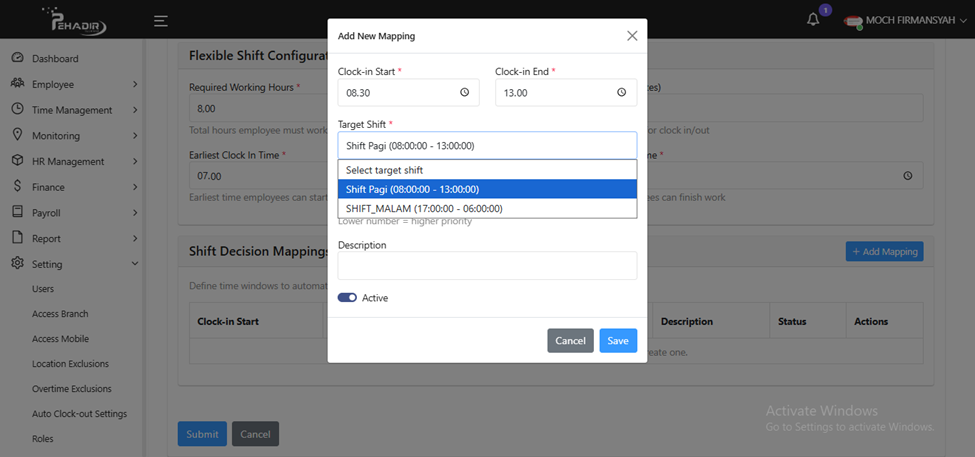 PEHADIR
1
MOCH FIRMANSYAH
Dashboard
Employee
Time Management
Monitoring
HR Management
Finance
Payroll
Report
Setting
Users
Access Branch
Access Mobile
Location Exclusions
Overtime Exclusions
Auto Clock-out Settings
Roles
Flexible Shift Configurat
Required Working Hours *
8,00
Total hours employee must work
es)
or clock in/out
Earliest Clock In Time *
07.00
Earliest time employees can start
me *
ees can finish work
Shift Decision Mappings
+ Add Mapping
Define time windows to automat
Clock-in Start
Description
Status
Actions
reate one.
Submit
Cancel
Add New Mapping
Clock-in Start *
08.30
Clock-in End *
13.00
Target Shift *
Shift Pagi (08:00:00 - 13:00:00)
Select target shift
Shift Pagi (08:00:00 - 13:00:00)
SHIFT_MALAM (17:00:00 - 06:00:00)
Lower number = higher priority
Description
Active
Cancel
Save
Activate Windows
Go to Settings to activate Windows.